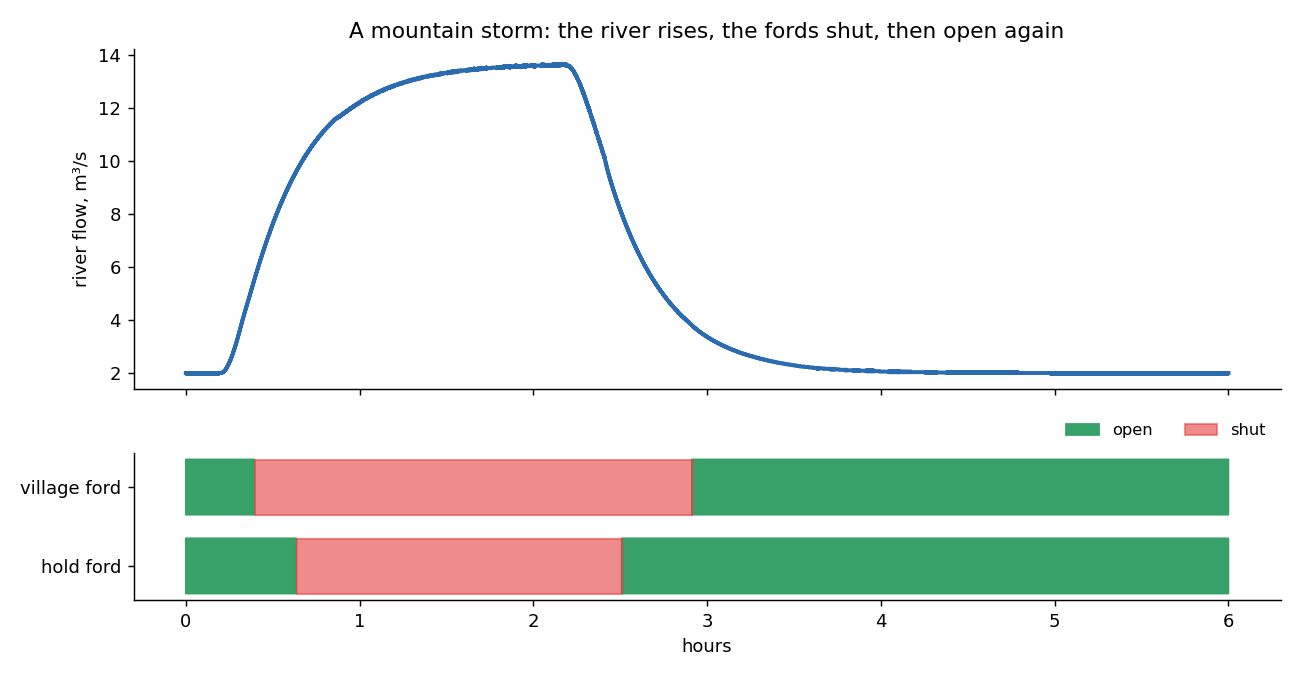 A mountain storm: the river rises, the fords shut, then open again
river flow, m³/s
14
12
10
8
6
4
2
open shut
village ford
hold ford
0 1 2 3 4 5 6
hours